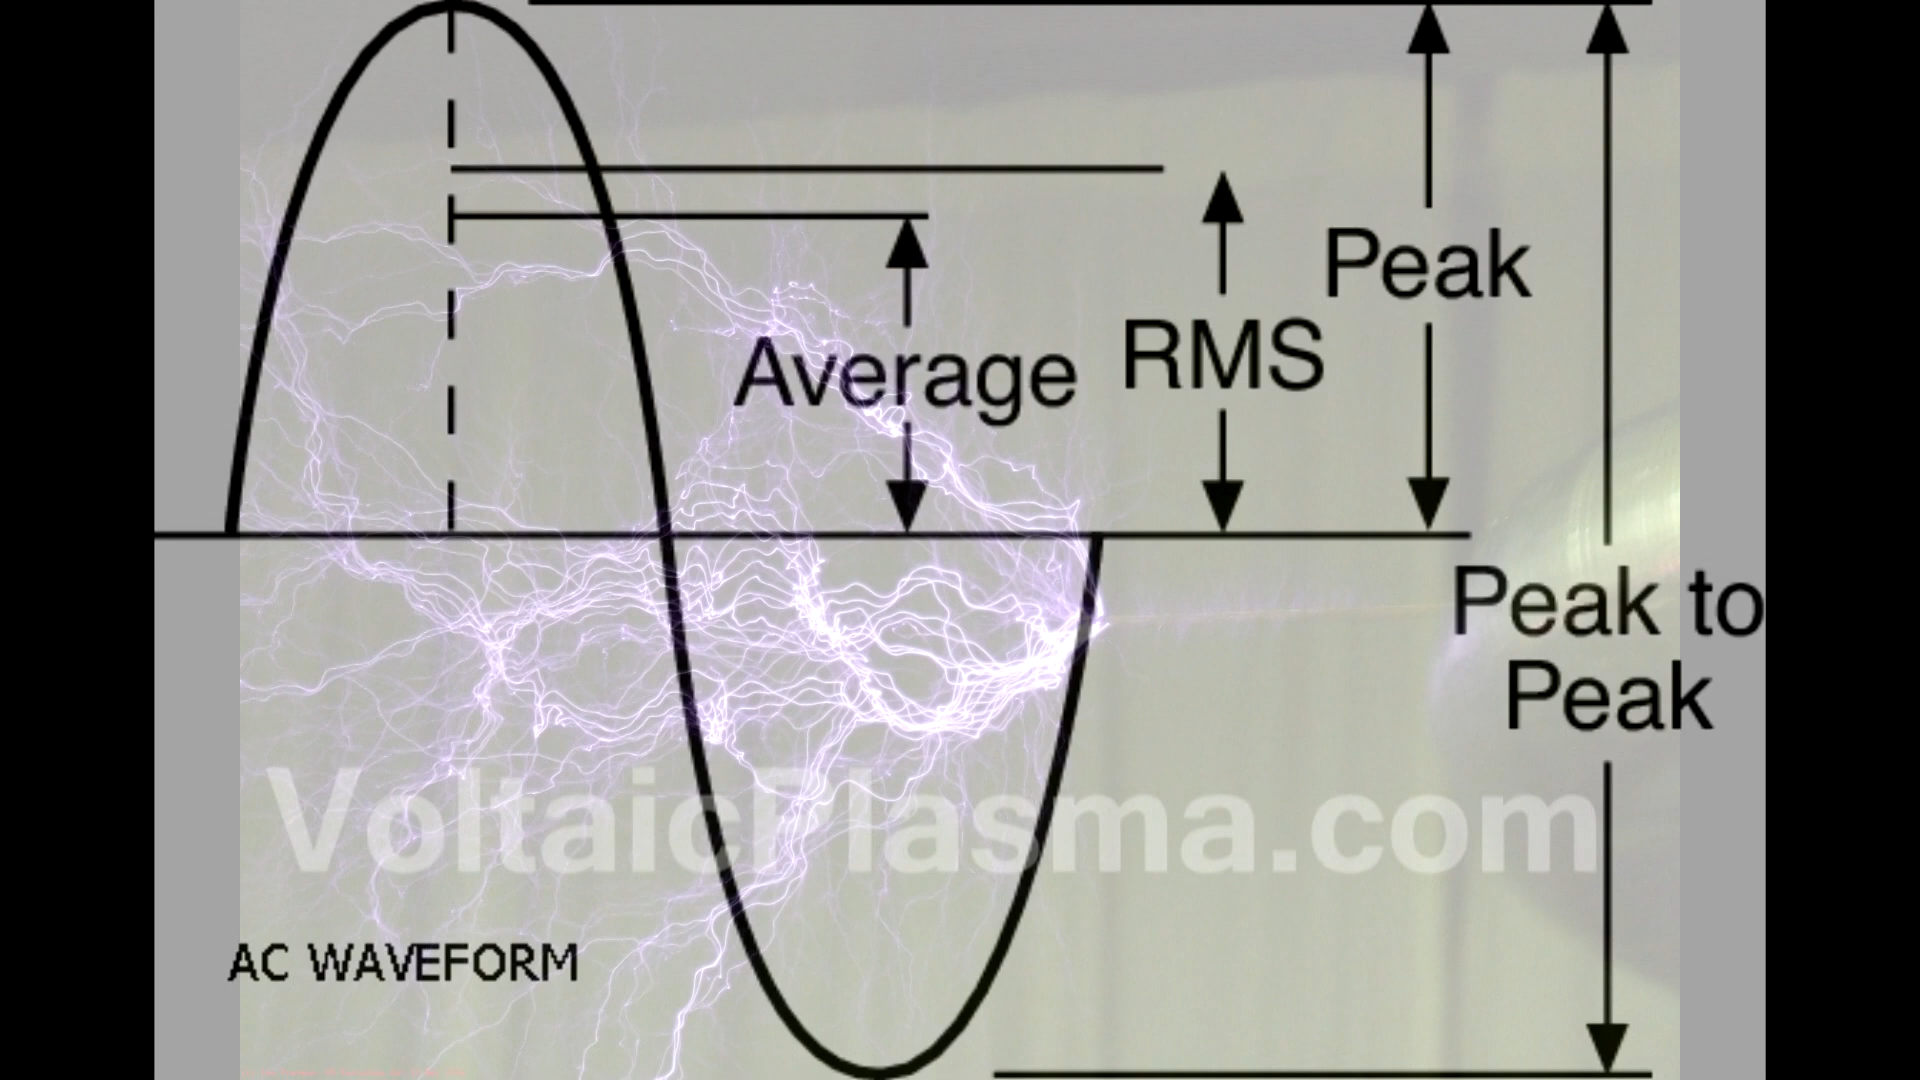 Peak
RMS
Average
Peak to
Peak
VoltaicPlasma.com
AC WAVEFORM